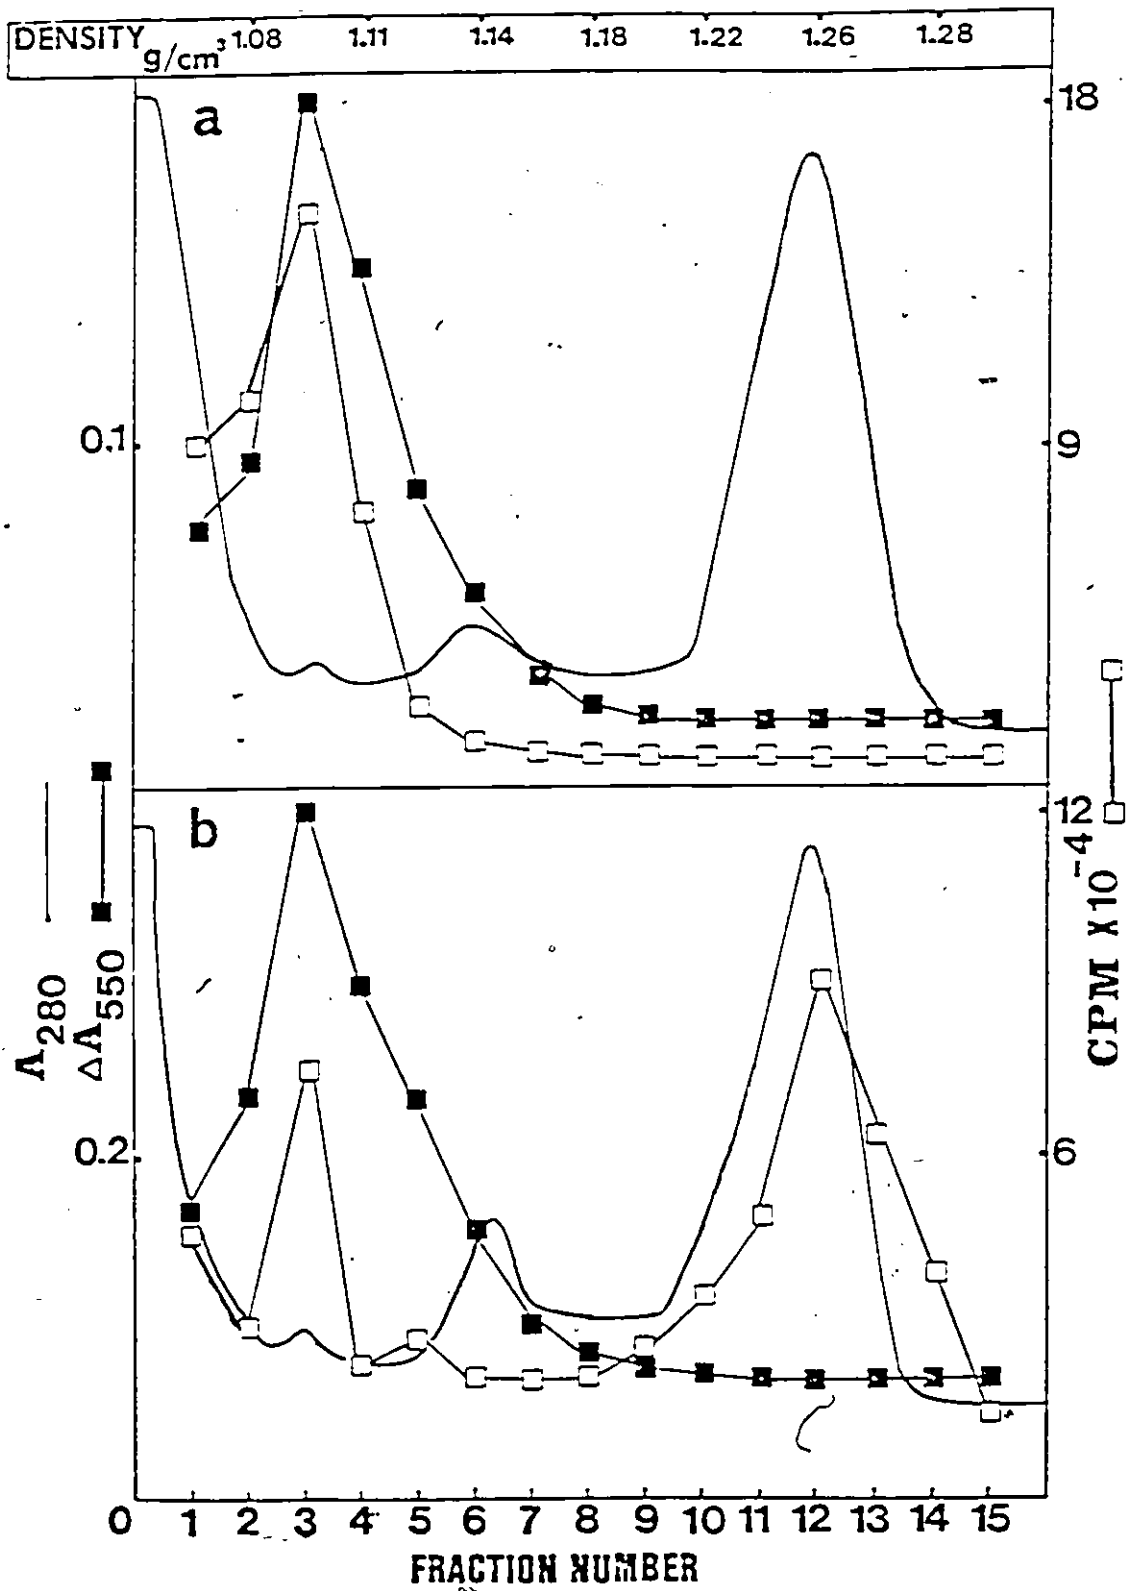 DENSITY g/cm³ 1.08 1.11 1.14 1.18 1.22 1.26 1.28
a
18
0.1
9
b
12
0.2
6
A280
ΔA550
CPM X10-4
0 1 2 3 4 5 6 7 8 9 10 11 12 13 14 15
FRACTION NUMBER